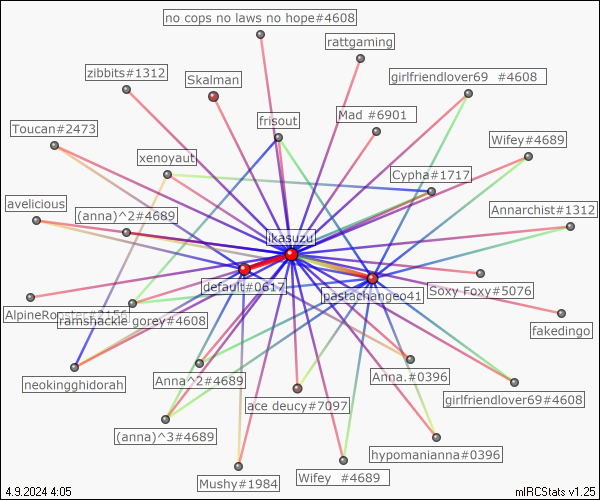 no cops no laws no hope#4608
rattgaming
zibbits#1312
Skalman
girlfriendlover69 #4608
Toucan#2473
frisout
Mad #6901
Wifey#4689
xenoyaut
Cypha#1717
avelicious
(anna)^2#4689
Annarchist#1312
ikasuzu
default#0617
pastachangeo41
Soxy Foxy#5076
AlpineRooster#2156
ramshackle gorey#4608
fakedingo
neokingghidorah
Anna^2#4689
Anna.#0396
ace deucy#7097
girlfriendlover69#4608
(anna)^3#4689
hypomanianna#0396
Mushy#1984
Wifey #4689
4.9.2024 4:05
mIRCStats v1.25